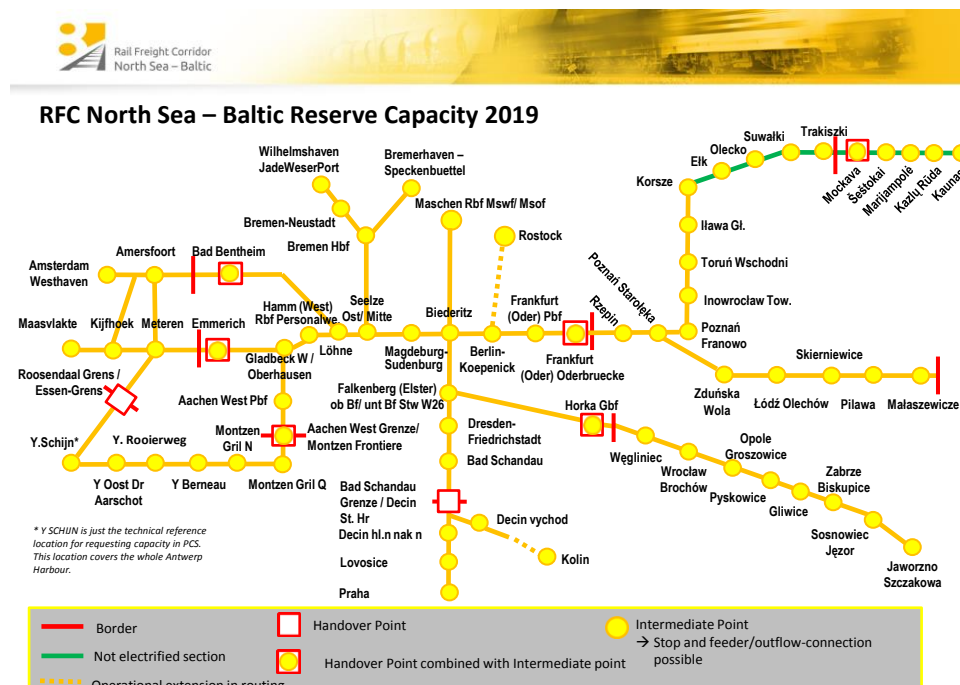 Rail Freight Corridor
North Sea – Baltic
RFC North Sea – Baltic Reserve Capacity 2019
Wilhelmshaven
JadeWeserPort
Bremerhaven –
Speckenbuettel
Maschen Rbf Mswf/ Msof
Bremen-Neustadt
Bremen Hbf
Rostock
Suwałki
Trakiszki
Olecko
Ełk
Korsze
Mockava
Šeštokai
Marijampolé
Kazlų Rūda
Kaunas
Iława Gł.
Toruń Wschodni
Inowrocław Tow.
Poznań
Franowo
Amersfoort
Bad Bentheim
Amsterdam
Westhaven
Maasvlakte
Kijfhoek
Meteren
Emmerich
Hamm (West)
Rbf Personalwe.
Seelze
Ost/ Mitte
Löhne
Gladbeck W /
Oberhausen
Biederitz
Magdeburg-
Sudenburg
Berlin-
Koepenick
Frankfurt
(Oder) Pbf
Frankfurt
(Oder) Oderbruecke
Rzepin
Poznań Starołęka
Skierniewice
Zduńska
Wola
Łódź Olechów
Pilawa
Małaszewicze
Roosendaal Grens /
Essen-Grens
Aachen West Pbf
Falkenberg (Elster)
ob Bf/ unt Bf Stw W26
Horka Gbf
Y.Schijn*
Y. Rooierweg
Montzen
Gril N
Aachen West Grenze/
Montzen Frontiere
Dresden-
Friedrichstadt
Bad Schandau
Y Oost Dr
Aarschot
Y Berneau
Montzen Gril Q
Węgliniec
Wrocław
Brochów
Opole
Groszowice
Pyskowice
Gliwice
Zabrze
Biskupice
Sosnowiec
Jęzor
Jaworzno
Szczakowa
Bad Schandau
Grenze / Decin
St. Hr
Decin hl.n nak n
Decin vychod
Kolin
Lovosice
Praha
* Y SCHIJN is just the technical reference
location for requesting capacity in PCS.
This location covers the whole Antwerp
Harbour.
Border
Handover Point
Intermediate Point
→ Stop and feeder/outflow-connection
possible
Not electrified section
Handover Point combined with Intermediate point
Operational extension in routing